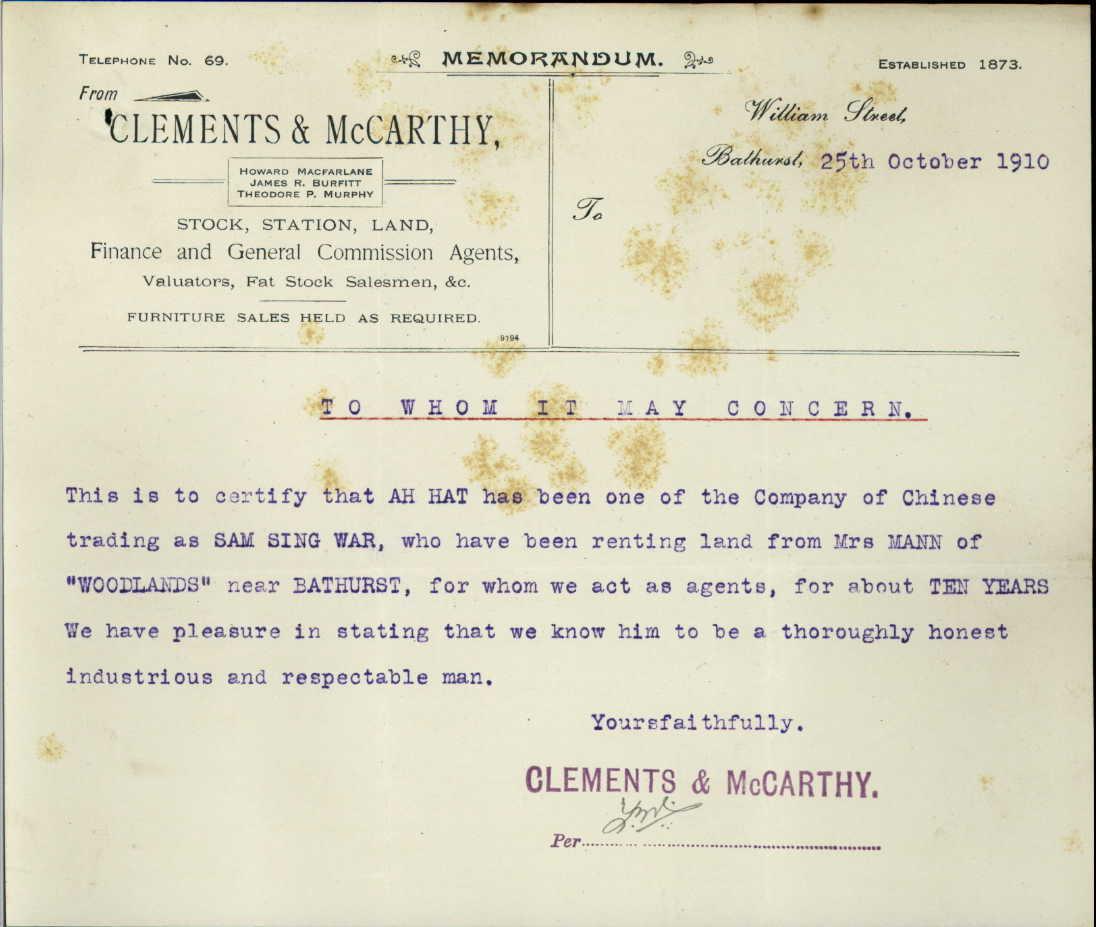 TELEPHONE NO. 69.
MEMORANDUM.
ESTABLISHED 1873.
From
CLEMENTS & McCARTHY,
HOWARD MACFARLANE
JAMES R. BURFITT
THEODORE P. MURPHY
STOCK, STATION, LAND,
Finance and General Commission Agents,
Valuators, Fat Stock Salesmen, &c.
FURNITURE SALES HELD AS REQUIRED.
9194
William Street,
Bathurst, 25th October 1910
To
TO WHOM IT MAY CONCERN.
This is to certify that AH HAT has been one of the Company of Chinese
trading as SAM SING WAR, who have been renting land from Mrs MANN of
"WOODLANDS" near BATHURST, for whom we act as agents, for about TEN YEARS
We have pleasure in stating that we know him to be a thoroughly honest
industrious and respectable man.
Yoursfaithfully.
CLEMENTS & McCARTHY.
Per